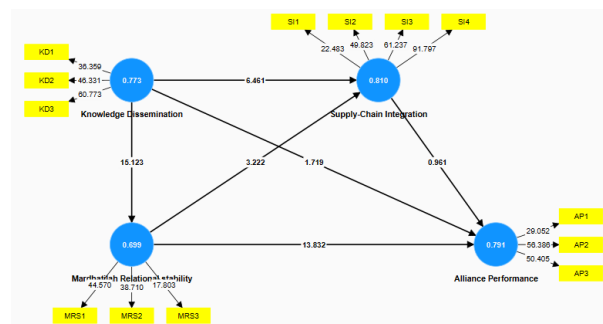 SI1 SI2 SI3 SI4
22.483 49.823 61.237 91.797
KD1
36.359
KD2
46.331
KD3
60.773
0.773
Knowledge Dissemination
6.461
0.810
Supply-Chain Integration
15.123
3.222
1.719
0.961
0.699
13.832
0.791
Alliance Performance
AP1
29.052
AP2
56.386
AP3
50.405
44.570 38.710 17.803
MRS1 MRS2 MRS3